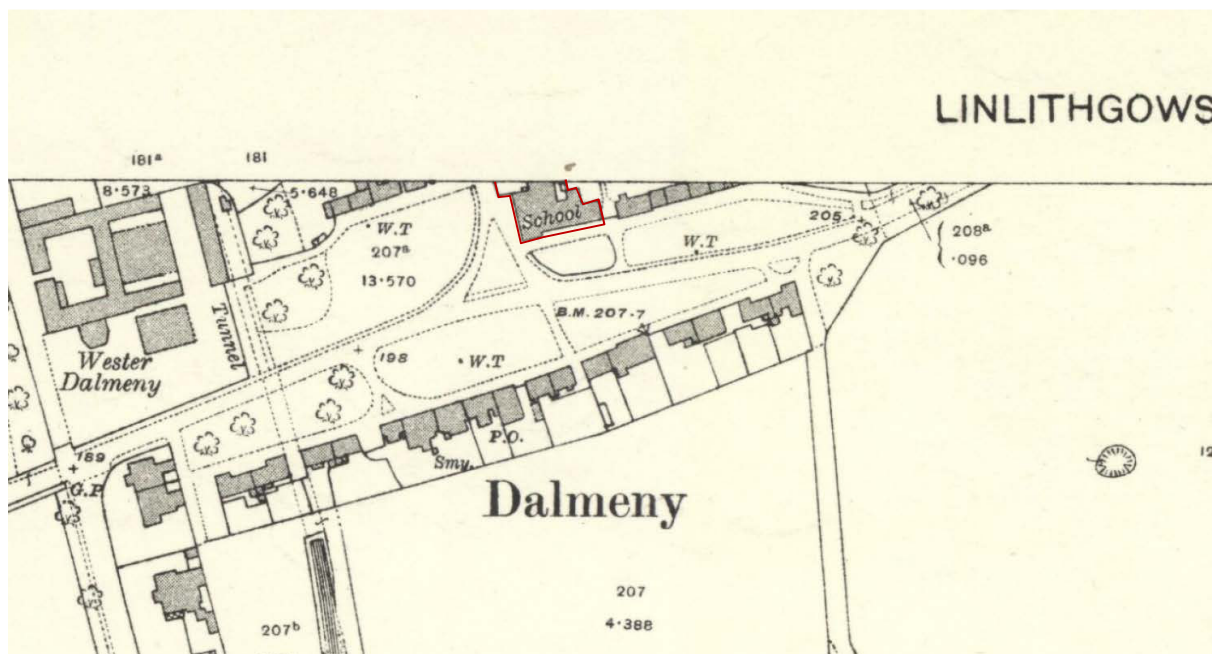 LINLITHGOWS
181ª
181
8·573
5·648
School
W.T
207ª
13·570
205
W.T
208ª
·096
Tunnel
B.M. 207·7
Wester
Dalmeny
198
W.T
P.O.
Smy.
189
G.P
12
Dalmeny
207
4·388
207ᵇ